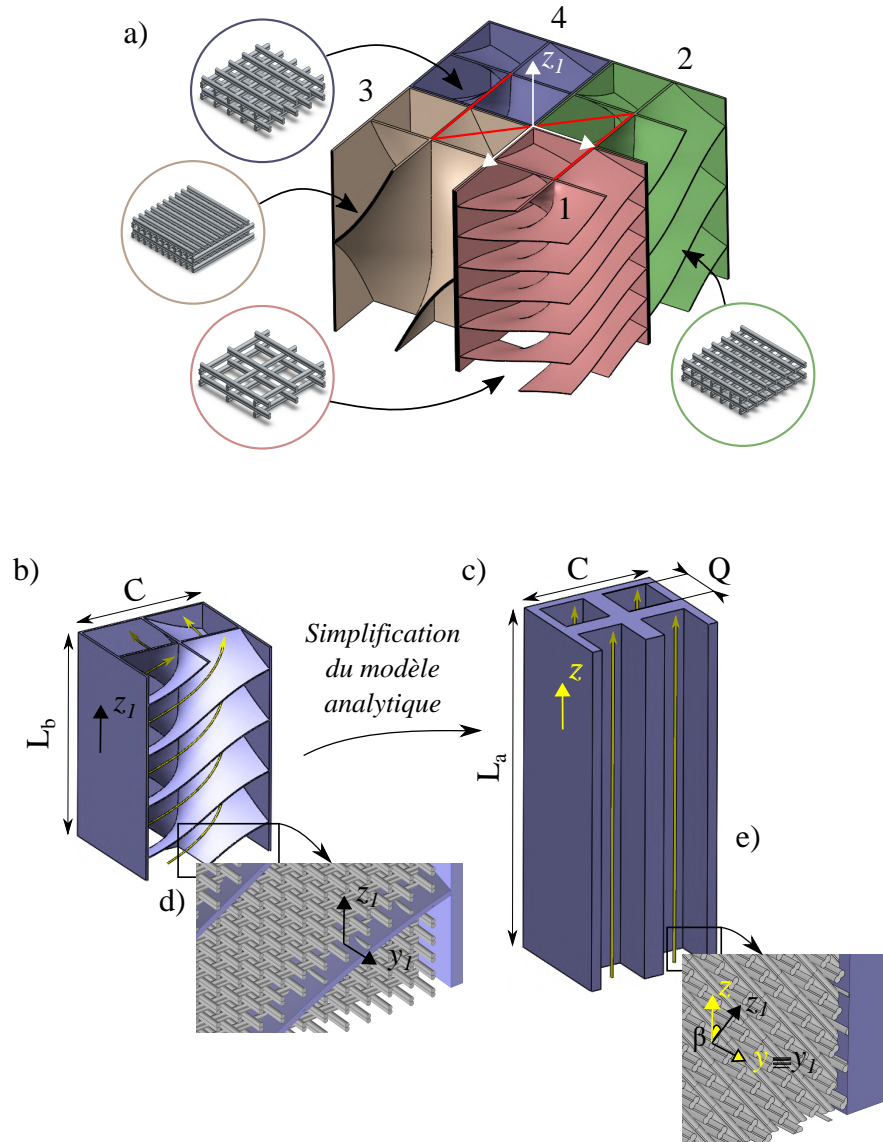 a)
4
z1
2
3
1
b)
c)
C
C
Q
Simplification
du modèle
analytique
z1
z
Lb
La
e)
d)
z1
y1
z
z1
β
y≡y1